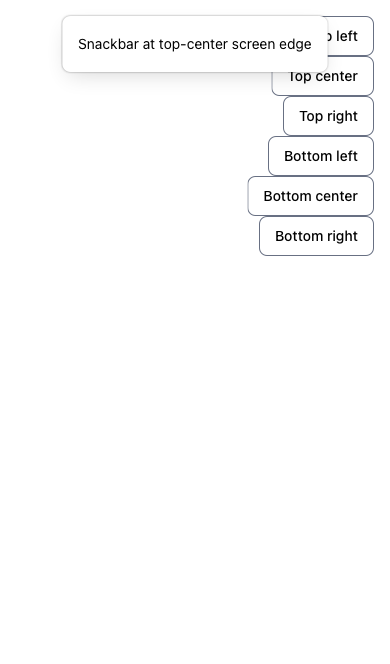 Snackbar at top-center screen edge
left
Top center
Top right
Bottom left
Bottom center
Bottom right